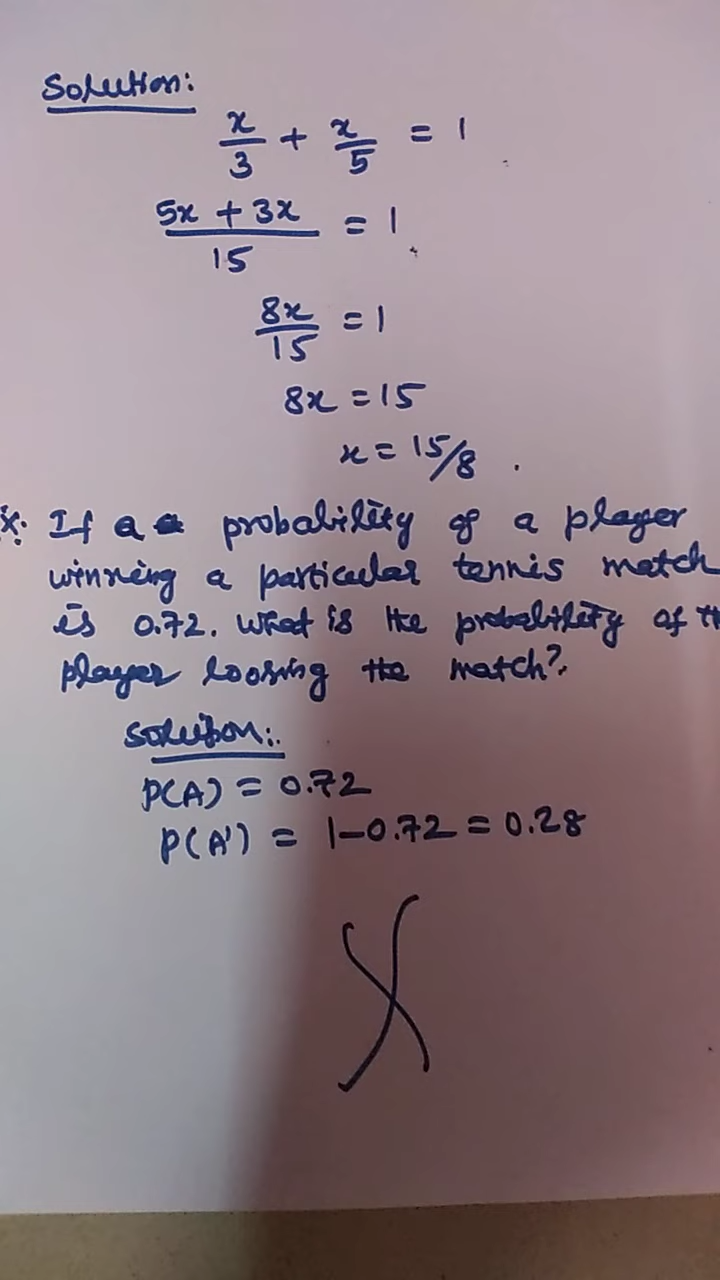 Solution:
x/3 + x/5 = 1
5x + 3x / 15 = 1
8x/15 = 1
8x = 15
x = 15/8 .
x: If a probability of a player
winning a particular tennis match
is 0.72. What is the probability of th
player loosing the match?.
Solution:.
P(A) = 0.72
P(A') = 1-0.72 = 0.28